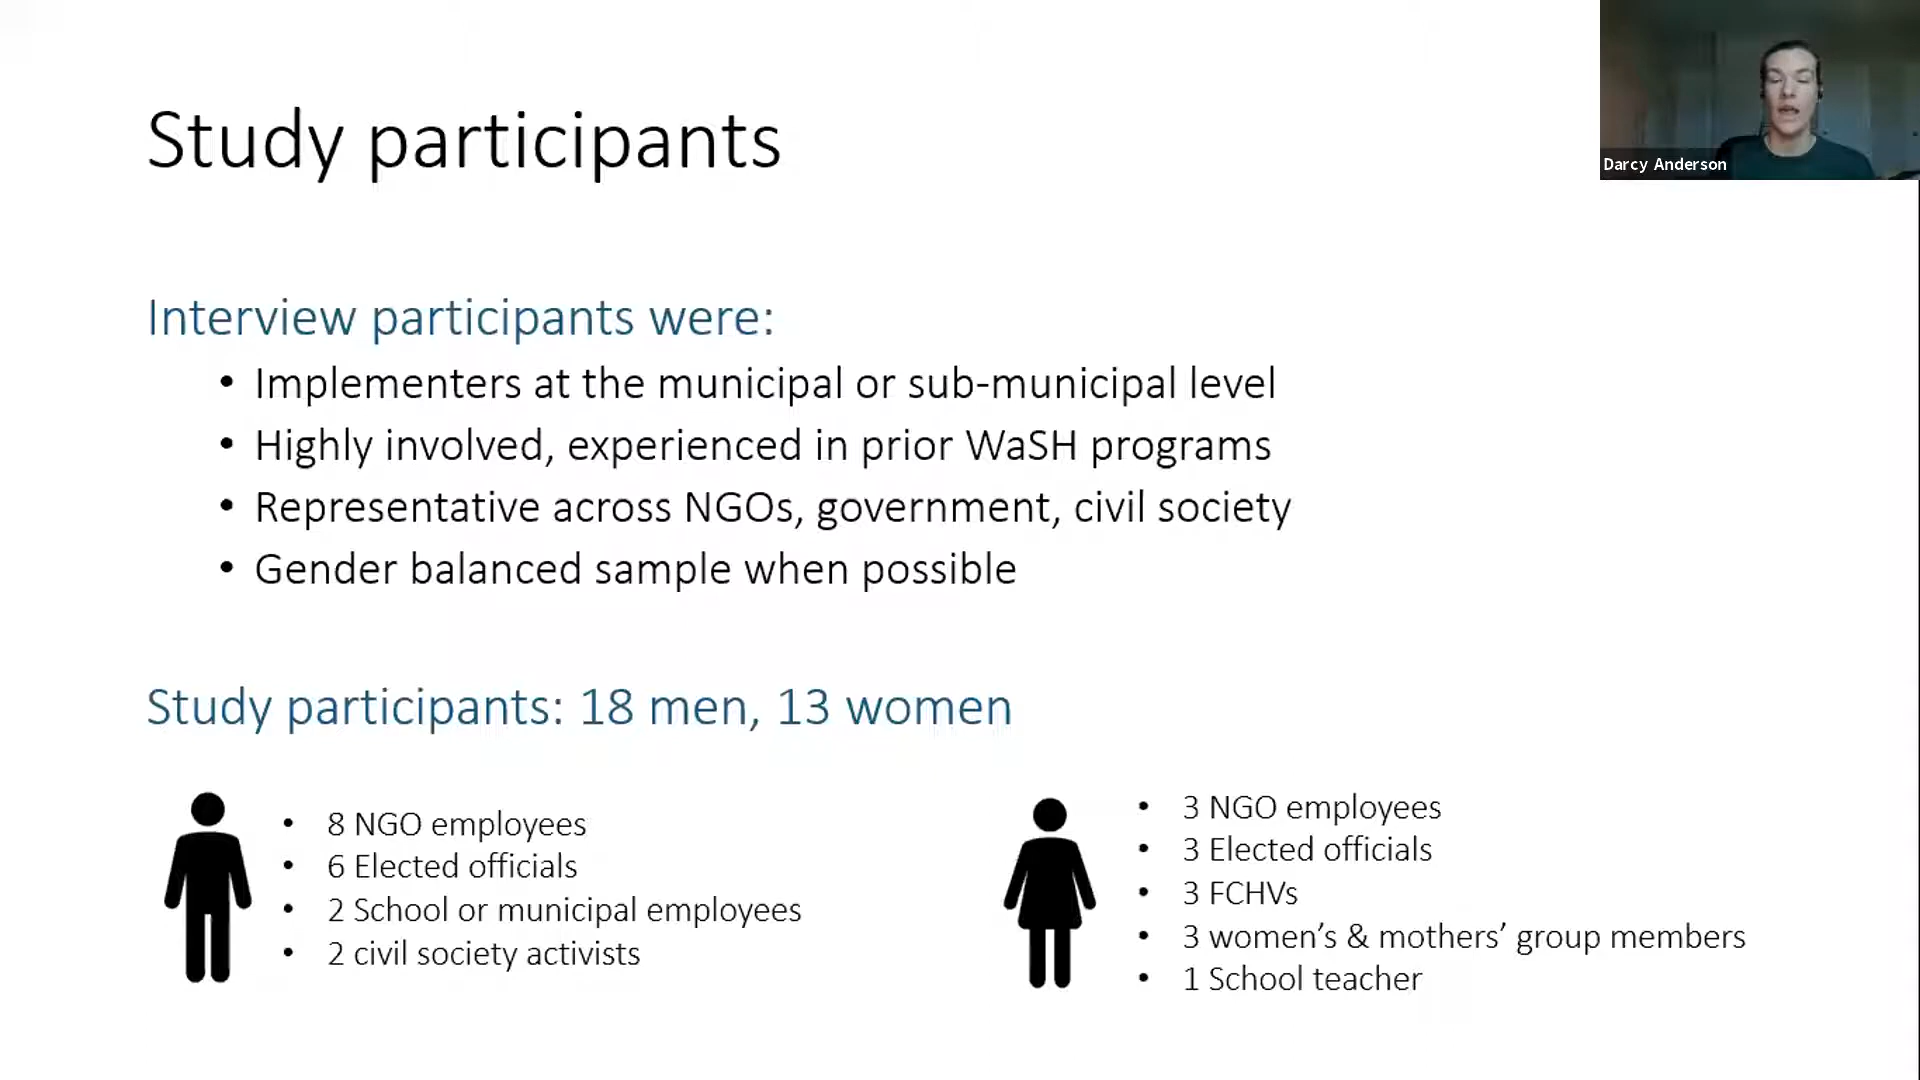 Study participants
Darcy Anderson
Interview participants were:
• Implementers at the municipal or sub-municipal level
• Highly involved, experienced in prior WaSH programs
• Representative across NGOs, government, civil society
• Gender balanced sample when possible
Study participants: 18 men, 13 women
• 8 NGO employees
• 6 Elected officials
• 2 School or municipal employees
• 2 civil society activists
• 3 NGO employees
• 3 Elected officials
• 3 FCHVs
• 3 women’s & mothers’ group members
• 1 School teacher